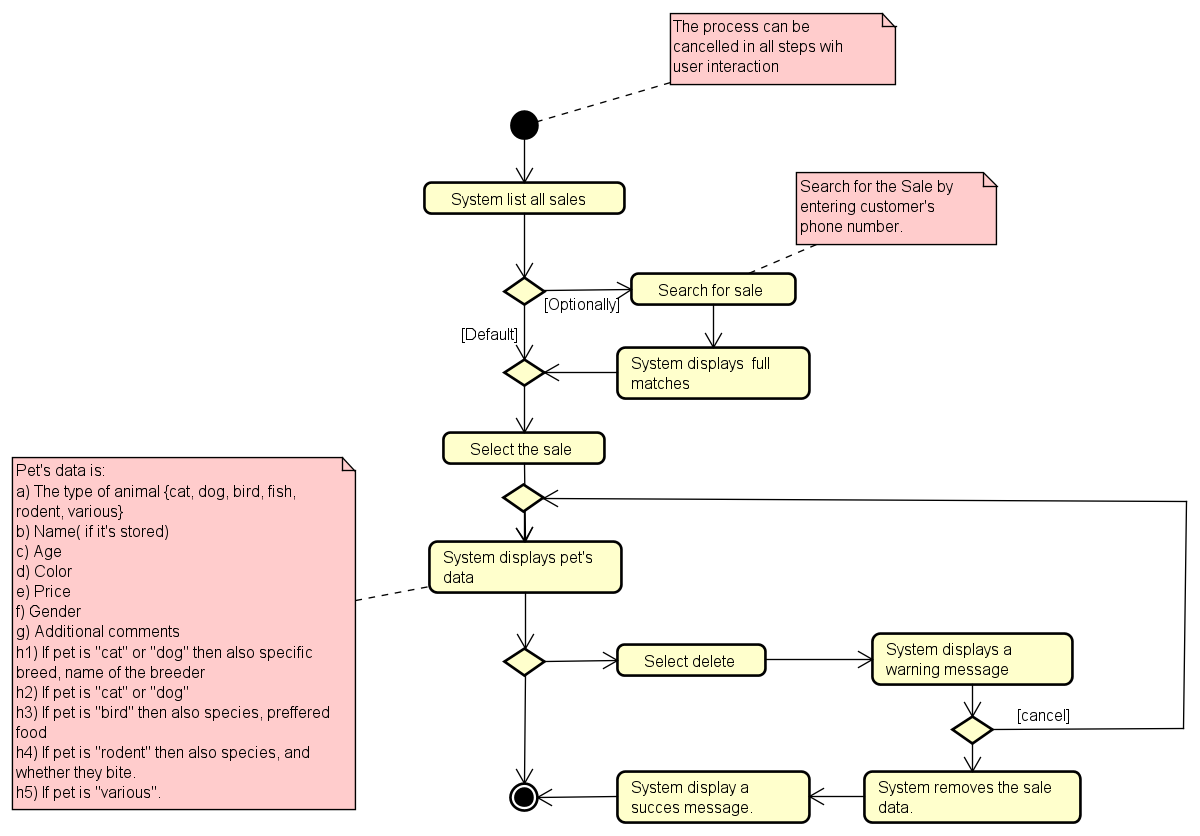 The process can be
cancelled in all steps wih
user interaction
System list all sales
Search for the Sale by
entering customer's
phone number.
Search for sale
[Optionally]
[Default]
System displays  full
matches
Select the sale
Pet's data is:
a) The type of animal {cat, dog, bird, fish,
rodent, various}
b) Name( if it's stored)
c) Age
d) Color
e) Price
f) Gender
g) Additional comments
h1) If pet is "cat" or "dog" then also specific
breed, name of the breeder
h2) If pet is "cat" or "dog"
h3) If pet is "bird" then also species, preffered
food
h4) If pet is "rodent" then also species, and
whether they bite.
h5) If pet is "various".
System displays pet's
data
Select delete
System displays a
warning message
[cancel]
System removes the sale
data.
System display a
succes message.